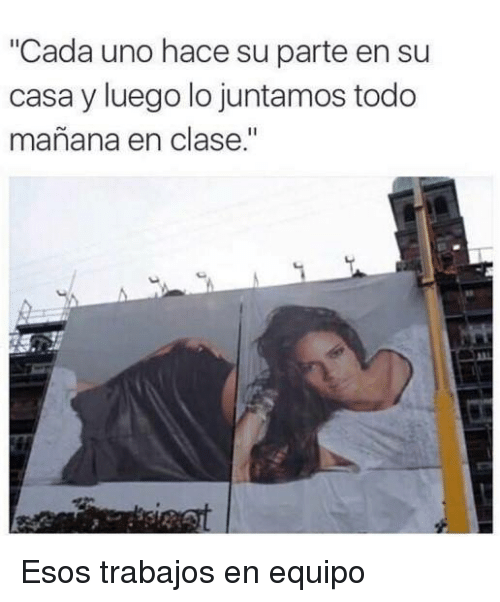 "Cada uno hace su parte en su
casa y luego lo juntamos todo
mañana en clase."
Esos trabajos en equipo